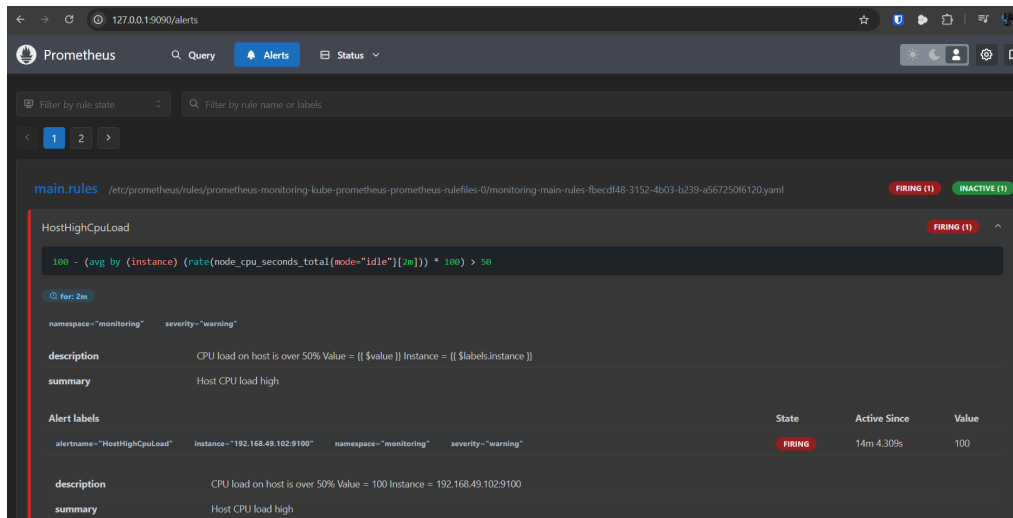 127.0.0.1:9090/alerts
Prometheus Query Alerts Status
Filter by rule state Filter by rule name or labels
1 2
main.rules /etc/prometheus/rules/prometheus-monitoring-kube-prometheus-prometheus-rulefiles-0/monitoring-main-rules-fbecdf48-3152-4b03-b239-a567250f6120.yaml FIRING (1) INACTIVE (1)
HostHighCpuLoad FIRING (1)
100 - (avg by (instance) (rate(node_cpu_seconds_total{mode="idle"}[2m])) * 100) > 50
for: 2m
namespace="monitoring" severity="warning"
description CPU load on host is over 50% Value = {{ $value }} Instance = {{ $labels.instance }}
summary Host CPU load high
Alert labels State Active Since Value
alertname="HostHighCpuLoad" instance="192.168.49.102:9100" namespace="monitoring" severity="warning" FIRING 14m 4.309s 100
description CPU load on host is over 50% Value = 100 Instance = 192.168.49.102:9100
summary Host CPU load high